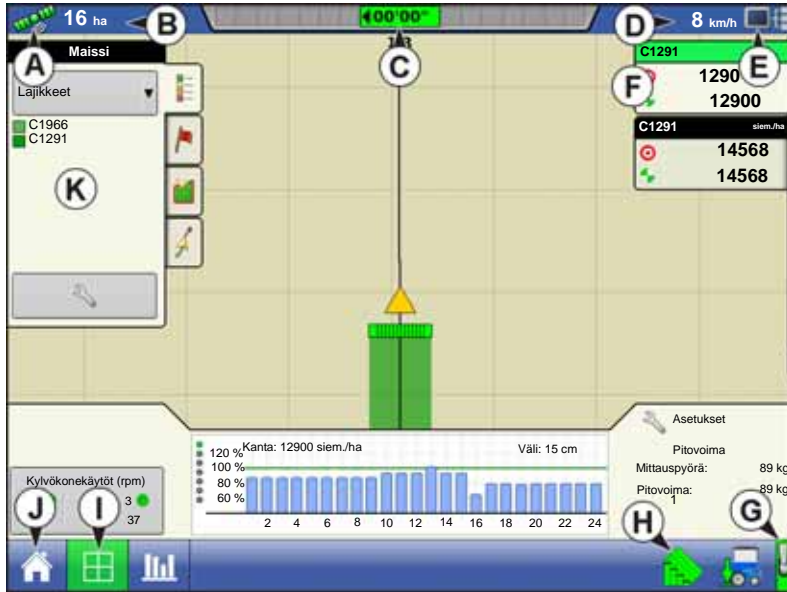 16 ha
B
00'00"
D
8 km/h
A
C
E
Maissi
Lajikkeet
C1966
C1291
K
C1291
F
1290
12900
C1291 siem./ha
14568
14568
Kylvökonekäytöt (rpm)
3
37
J
I
120 %
100 %
80 %
60 %
Kanta: 12900 siem./ha
Väli: 15 cm
2 4 6 8 10 12 14 16 18 20 22 24
Asetukset
Pitovoima
Mittauspyörä: 89 kg
Pitovoima: 89 kg
1
H
G